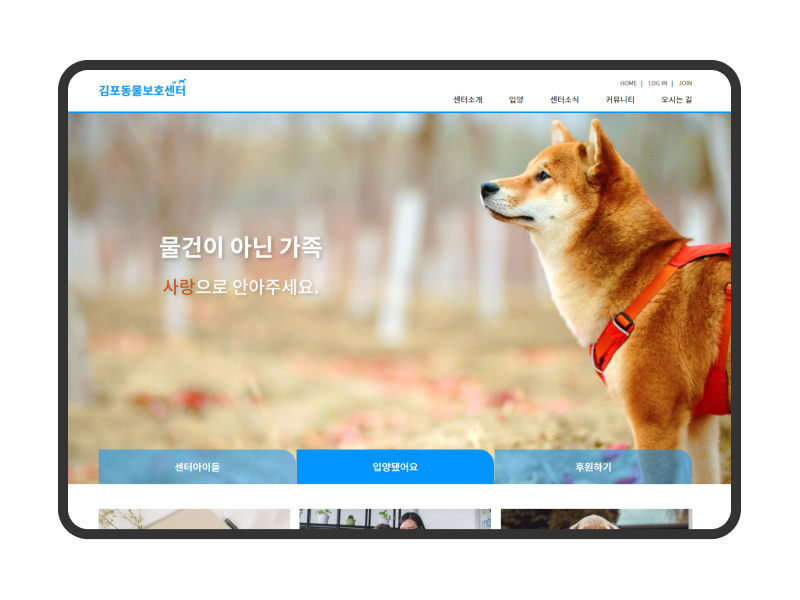 김포동물보호센터
HOME | LOG IN | JOIN
센터소개 입양 센터소식 커뮤니티 오시는 길
물건이 아닌 가족
사랑으로 안아주세요.
센터아이들 입양됐어요 후원하기